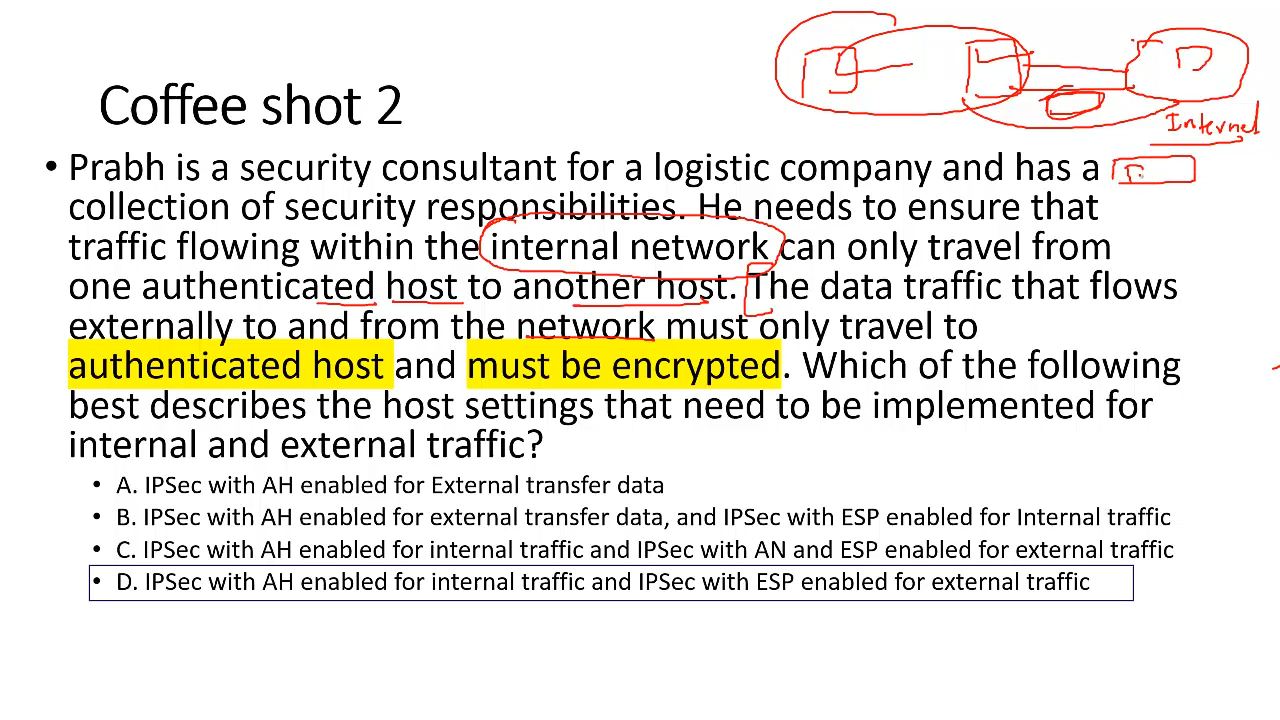 Coffee shot 2
Internel
• Prabh is a security consultant for a logistic company and has a
collection of security responsibilities. He needs to ensure that
traffic flowing within the internal network can only travel from
one authenticated host to another host. The data traffic that flows
externally to and from the network must only travel to
authenticated host and must be encrypted. Which of the following
best describes the host settings that need to be implemented for
internal and external traffic?
• A. IPSec with AH enabled for External transfer data
• B. IPSec with AH enabled for external transfer data, and IPSec with ESP enabled for Internal traffic
• C. IPSec with AH enabled for internal traffic and IPSec with AN and ESP enabled for external traffic
• D. IPSec with AH enabled for internal traffic and IPSec with ESP enabled for external traffic